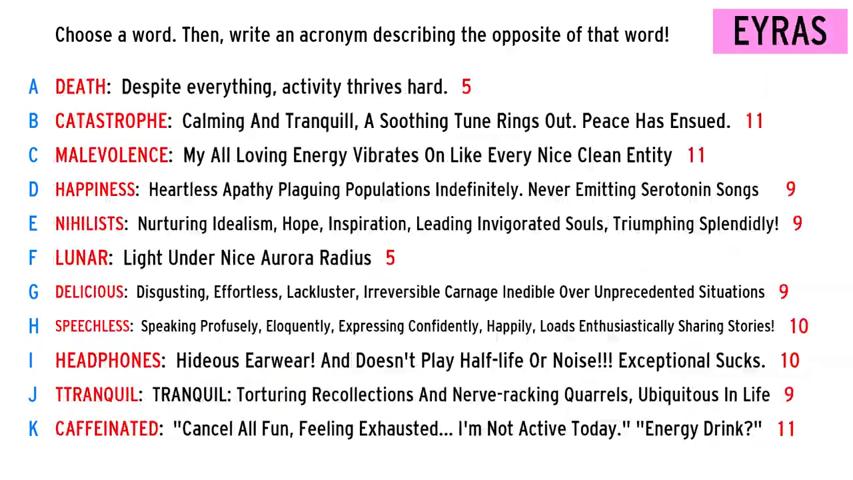 Choose a word. Then, write an acronym describing the opposite of that word!
EYRAS
A DEATH: Despite everything, activity thrives hard. 5
B CATASTROPHE: Calming And Tranquill, A Soothing Tune Rings Out. Peace Has Ensued. 11
C MALEVOLENCE: My All Loving Energy Vibrates On Like Every Nice Clean Entity 11
D HAPPINESS: Heartless Apathy Plaguing Populations Indefinitely. Never Emitting Serotonin Songs 9
E NIHILISTS: Nurturing Idealism, Hope, Inspiration, Leading Invigorated Souls, Triumphing Splendidly! 9
F LUNAR: Light Under Nice Aurora Radius 5
G DELICIOUS: Disgusting, Effortless, Lackluster, Irreversible Carnage Inedible Over Unprecedented Situations 9
H SPEECHLESS: Speaking Profusely, Eloquently, Expressing Confidently, Happily, Loads Enthusiastically Sharing Stories! 10
I HEADPHONES: Hideous Earwear! And Doesn't Play Half-life Or Noise!!! Exceptional Sucks. 10
J TTRANQUIL: TRANQUIL: Torturing Recollections And Nerve-racking Quarrels, Ubiquitous In Life 9
K CAFFEINATED: "Cancel All Fun, Feeling Exhausted... I'm Not Active Today." "Energy Drink?" 11